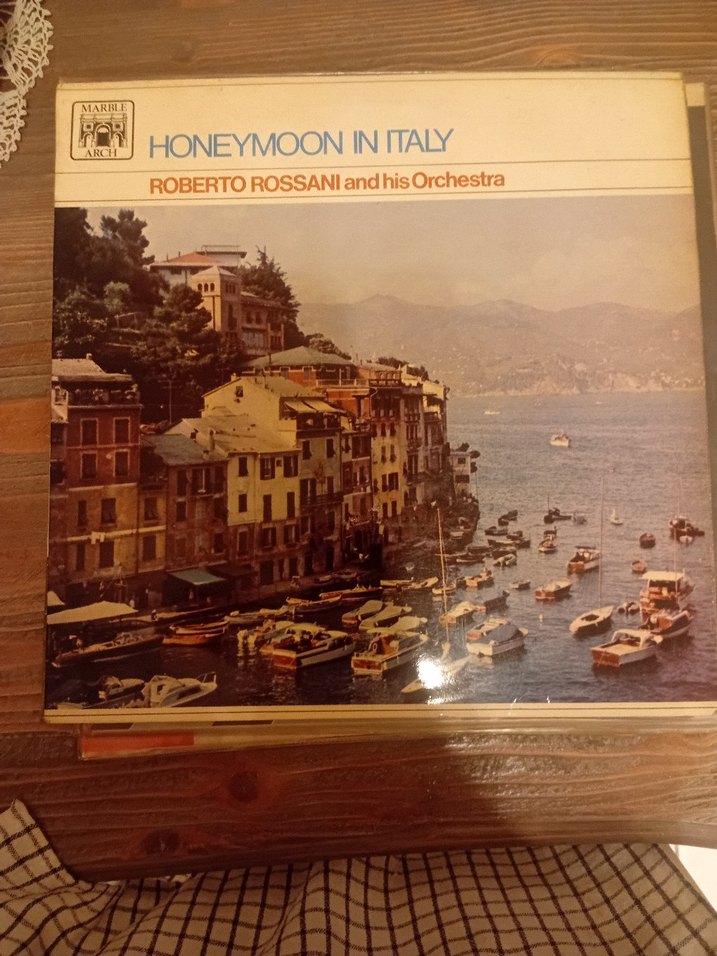 MARBLE
ARCH
HONEYMOON IN ITALY
ROBERTO ROSSANI and his Orchestra